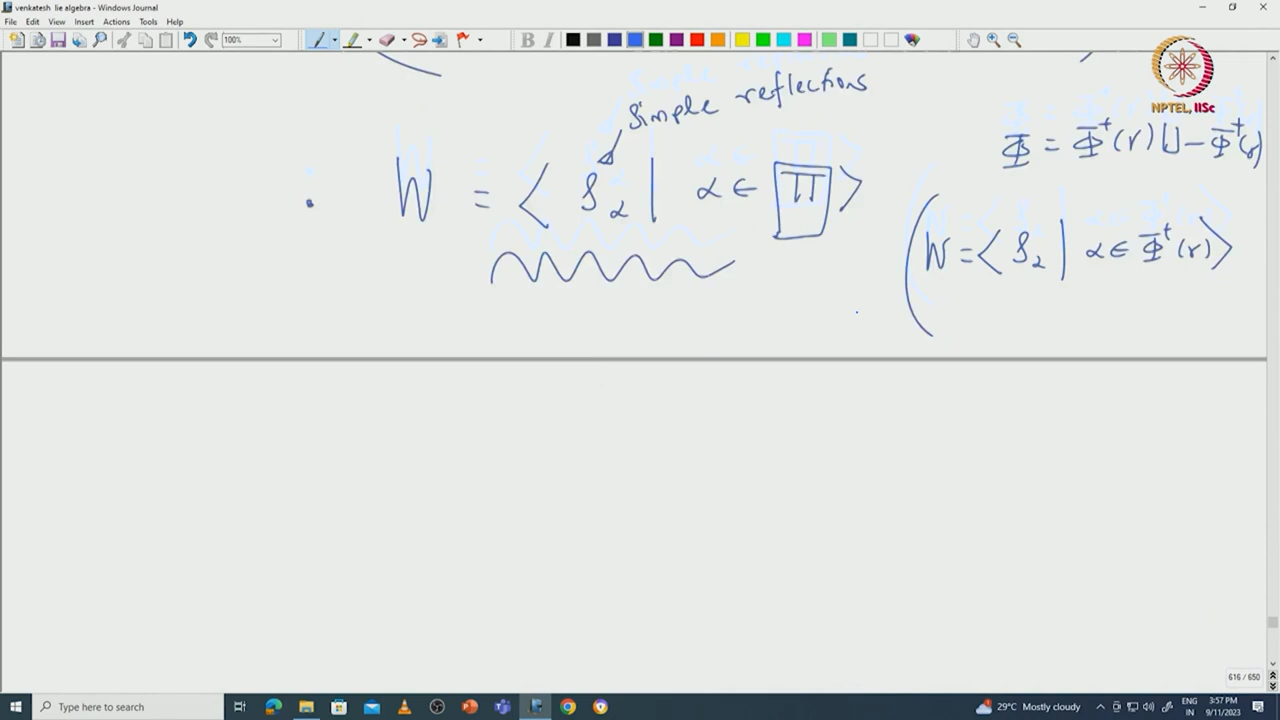 venkatesh lie algebra - Windows Journal
File Edit View Insert Actions Tools Help
100%
B I
NPTEL, IISc
simple reflections
Φ = Φ⁺(γ) ⊔ -Φ⁺(γ)
W = < S_α | α ∈ Π >
( W = < S_α | α ∈ Φ⁺(γ) >
616 / 650
Type here to search
29°C Mostly cloudy
ENG
IN
3:57 PM
9/11/2023